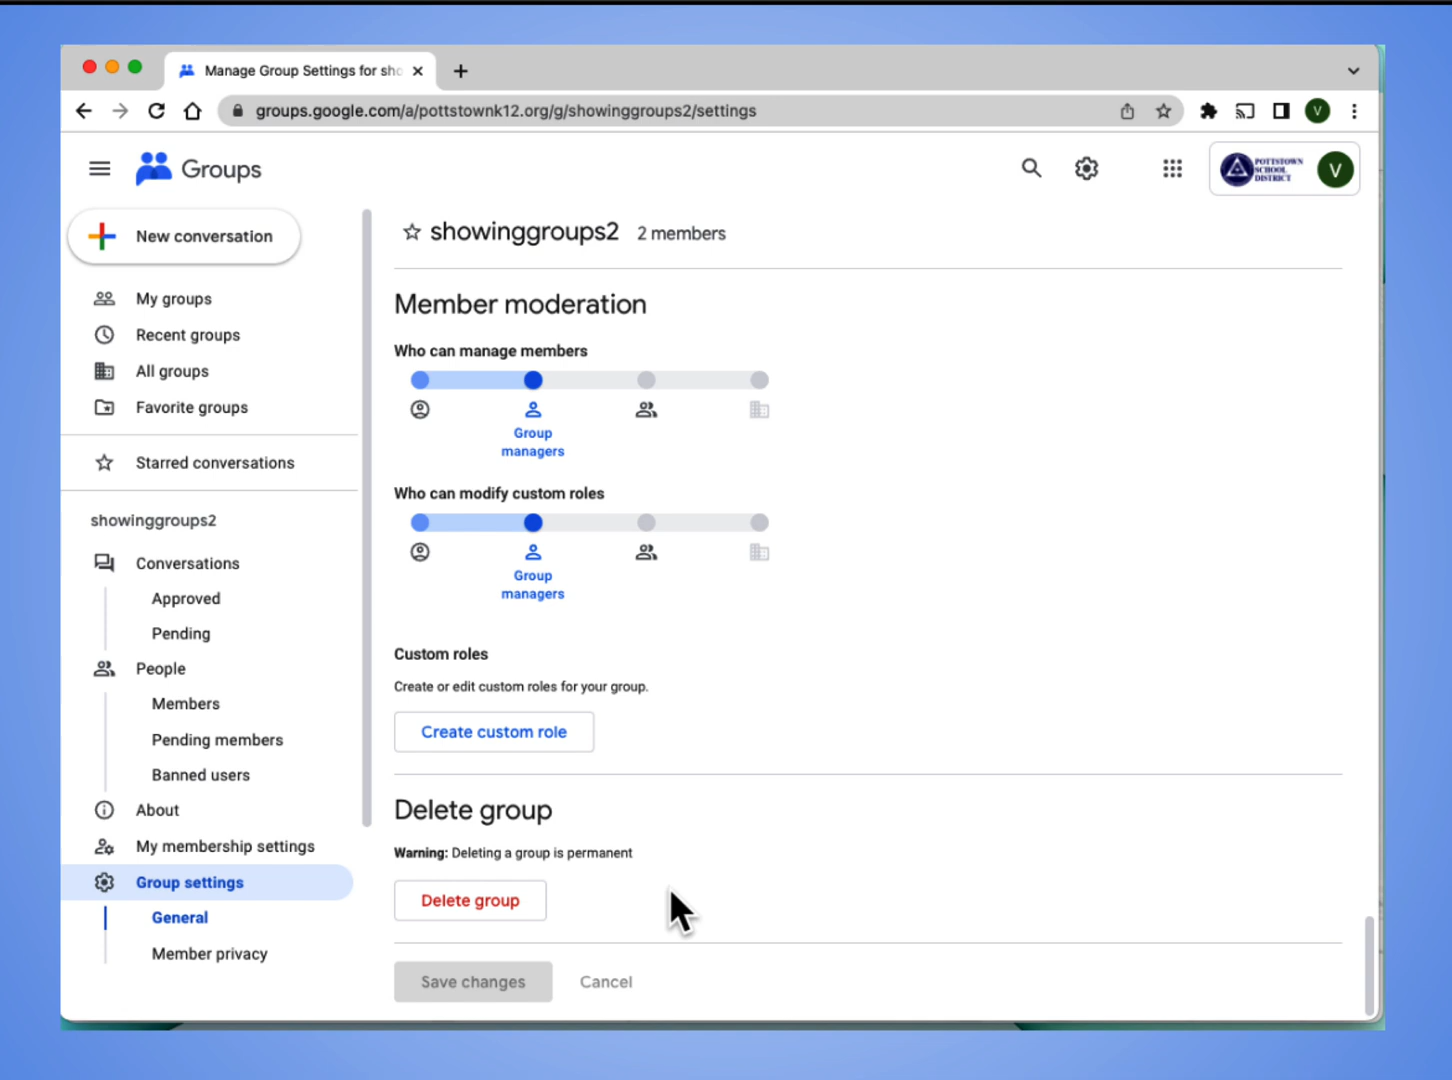 Manage Group Settings for sho
groups.google.com/a/pottstownk12.org/g/showinggroups2/settings
V
Groups
POTTSTOWN
SCHOOL
DISTRICT
V
New conversation
My groups
Recent groups
All groups
Favorite groups
Starred conversations
showinggroups2
Conversations
Approved
Pending
People
Members
Pending members
Banned users
About
My membership settings
Group settings
General
Member privacy
showinggroups2 2 members
Member moderation
Who can manage members
Group
managers
Who can modify custom roles
Group
managers
Custom roles
Create or edit custom roles for your group.
Create custom role
Delete group
Warning: Deleting a group is permanent
Delete group
Save changes Cancel